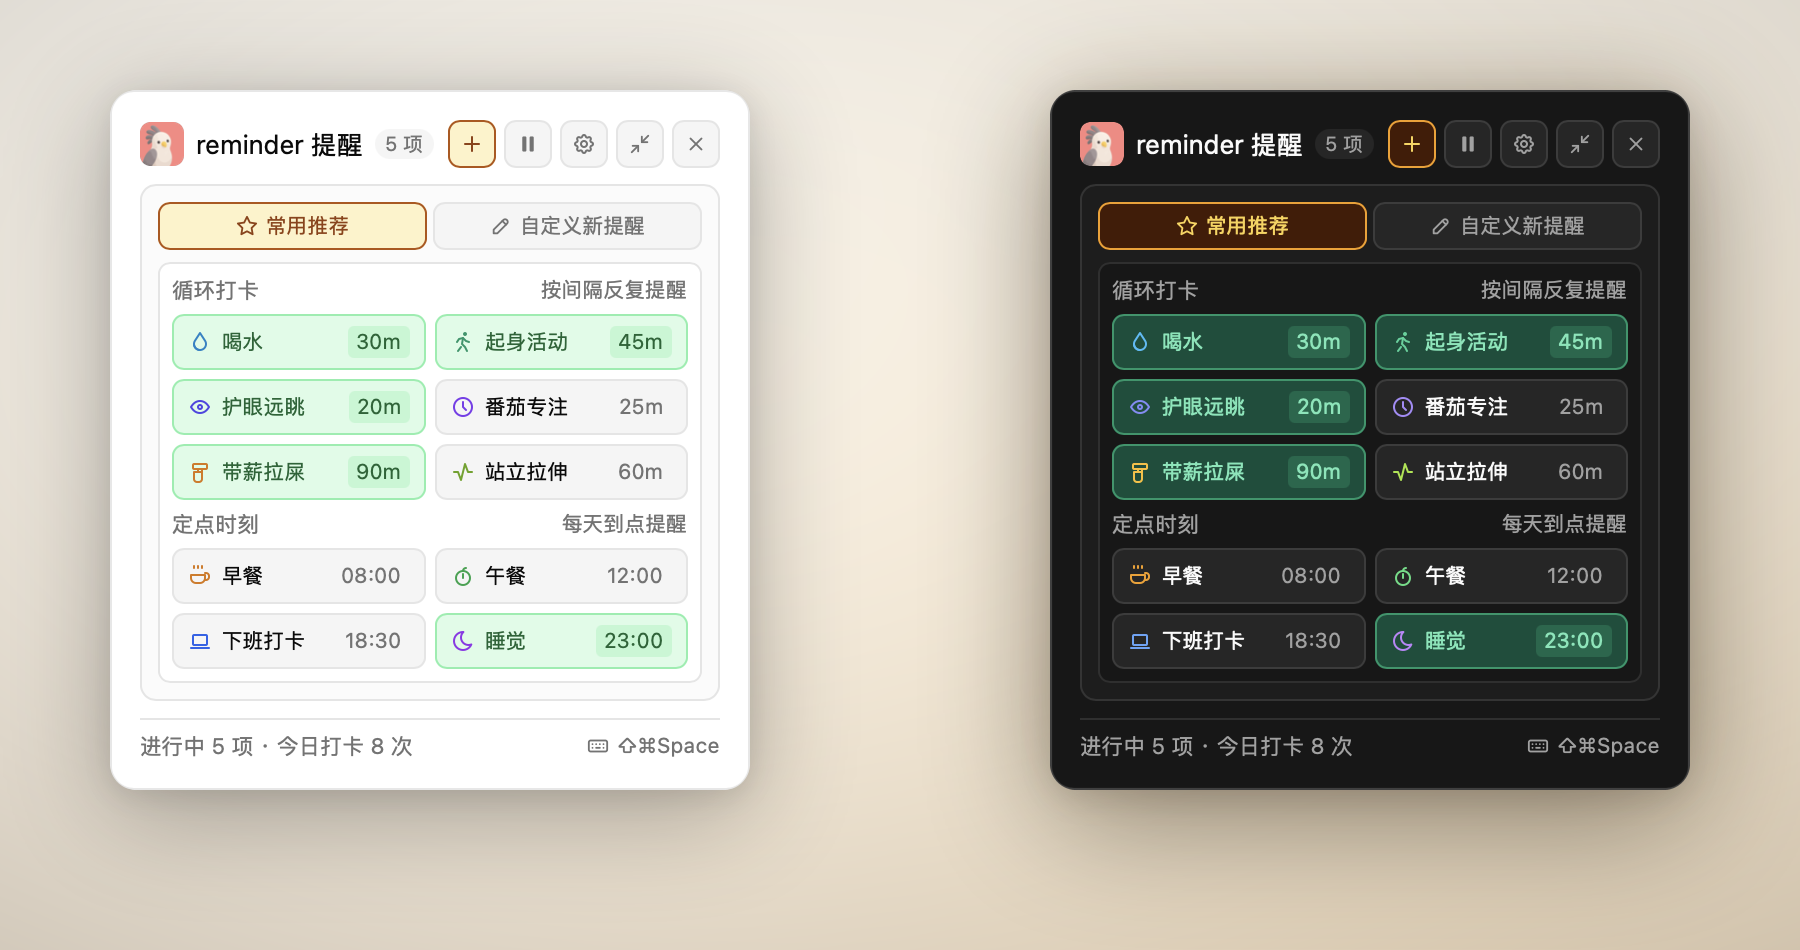 reminder 提醒 5 项
常用推荐 自定义新提醒
循环打卡 按间隔反复提醒
喝水 30m 起身活动 45m
护眼远眺 20m 番茄专注 25m
带薪拉屎 90m 站立拉伸 60m
定点时刻 每天到点提醒
早餐 08:00 午餐 12:00
下班打卡 18:30 睡觉 23:00
进行中 5 项 · 今日打卡 8 次 ⇧⌘Space
reminder 提醒 5 项
常用推荐 自定义新提醒
循环打卡 按间隔反复提醒
喝水 30m 起身活动 45m
护眼远眺 20m 番茄专注 25m
带薪拉屎 90m 站立拉伸 60m
定点时刻 每天到点提醒
早餐 08:00 午餐 12:00
下班打卡 18:30 睡觉 23:00
进行中 5 项 · 今日打卡 8 次 ⇧⌘Space